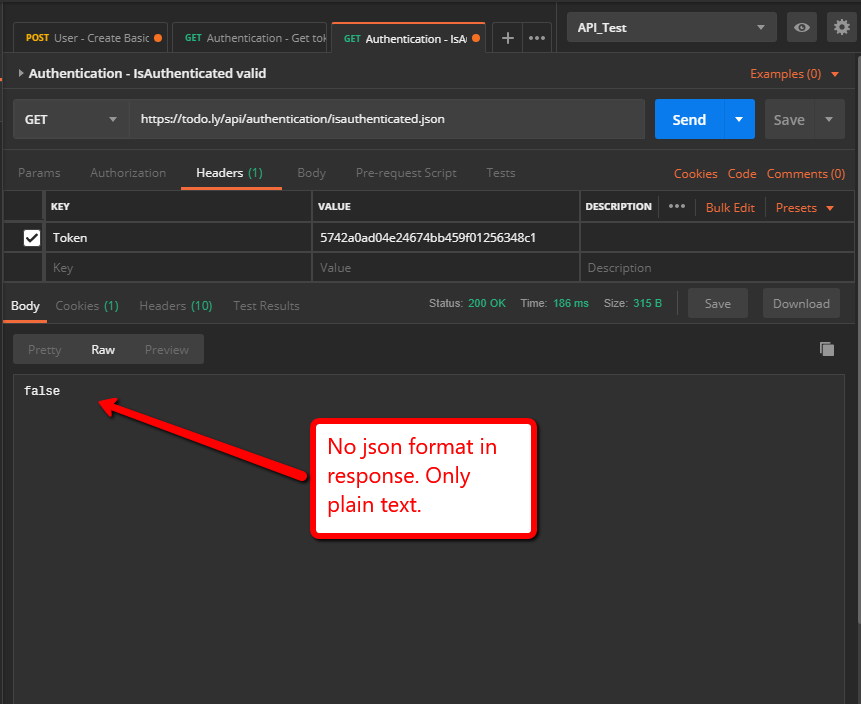 POST User - Create Basic
GET Authentication - Get tok
GET Authentication - IsA
API_Test
Authentication - IsAuthenticated valid
Examples (0)
GET
https://todo.ly/api/authentication/isauthenticated.json
Send
Save
Params
Authorization
Headers (1)
Body
Pre-request Script
Tests
Cookies
Code
Comments (0)
KEY
VALUE
DESCRIPTION
Bulk Edit
Presets
Token
5742a0ad04e24674bb459f01256348c1
Key
Value
Description
Body
Cookies (1)
Headers (10)
Test Results
Status: 200 OK
Time: 186 ms
Size: 315 B
Save
Download
Pretty
Raw
Preview
false
No json format in
response. Only
plain text.